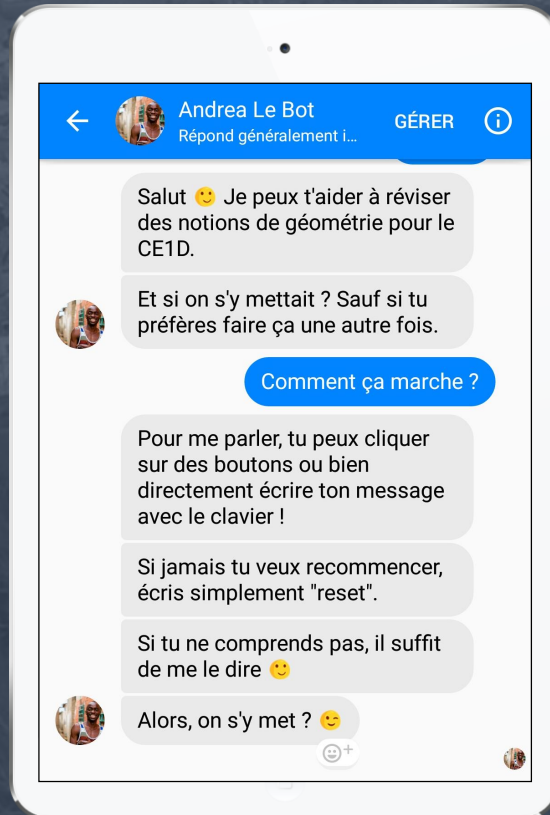 Andrea Le Bot
Répond généralement i...
GÉRER
Salut 🙂 Je peux t'aider à réviser
des notions de géométrie pour le
CE1D.
Et si on s'y mettait ? Sauf si tu
préfères faire ça une autre fois.
Comment ça marche ?
Pour me parler, tu peux cliquer
sur des boutons ou bien
directement écrire ton message
avec le clavier !
Si jamais tu veux recommencer,
écris simplement "reset".
Si tu ne comprends pas, il suffit
de me le dire 🙂
Alors, on s'y met ? 😉